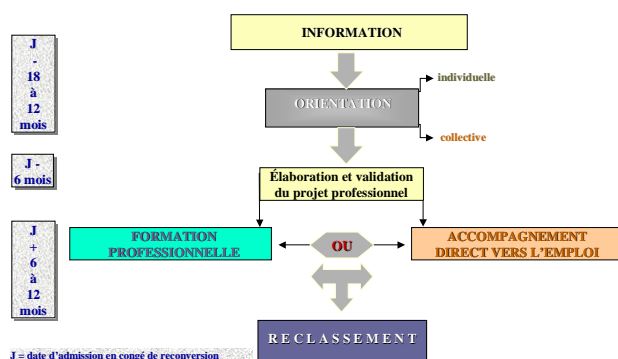 INFORMATION
J
-
18
à
12
mois
individuelle
ORIENTATION
collective
J -
6 mois
Élaboration et validation
du projet professionnel
J
+
6
à
12
mois
FORMATION
PROFESSIONNELLE
OU
ACCOMPAGNEMENT
DIRECT VERS L'EMPLOI
RECLASSEMENT
J = date d'admission en congé de reconversion